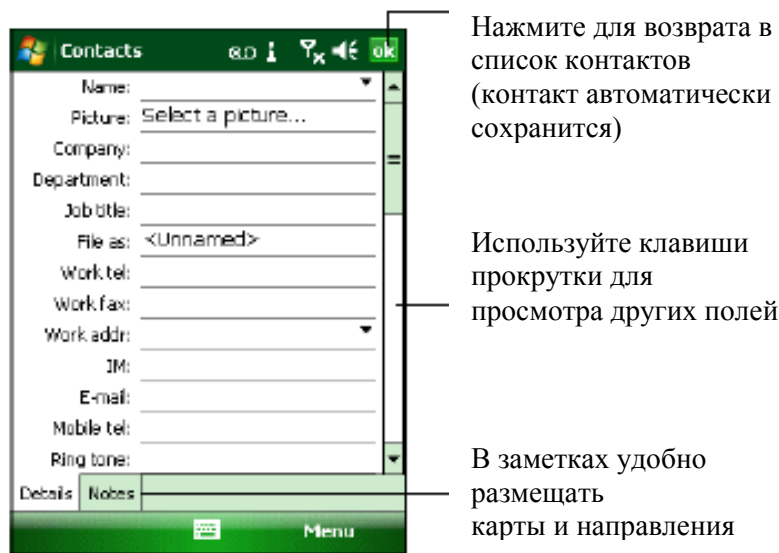 Contacts
ok
Name:
Picture: Select a picture...
Company:
Department:
Job title:
File as: <Unnamed>
Work tel:
Work fax:
Work addr:
IM:
E-mail:
Mobile tel:
Ring tone:
Details Notes
Menu
Нажмите для возврата в
список контактов
(контакт автоматически
сохранится)
Используйте клавиши
прокрутки для
просмотра других полей
В заметках удобно
размещать
карты и направления